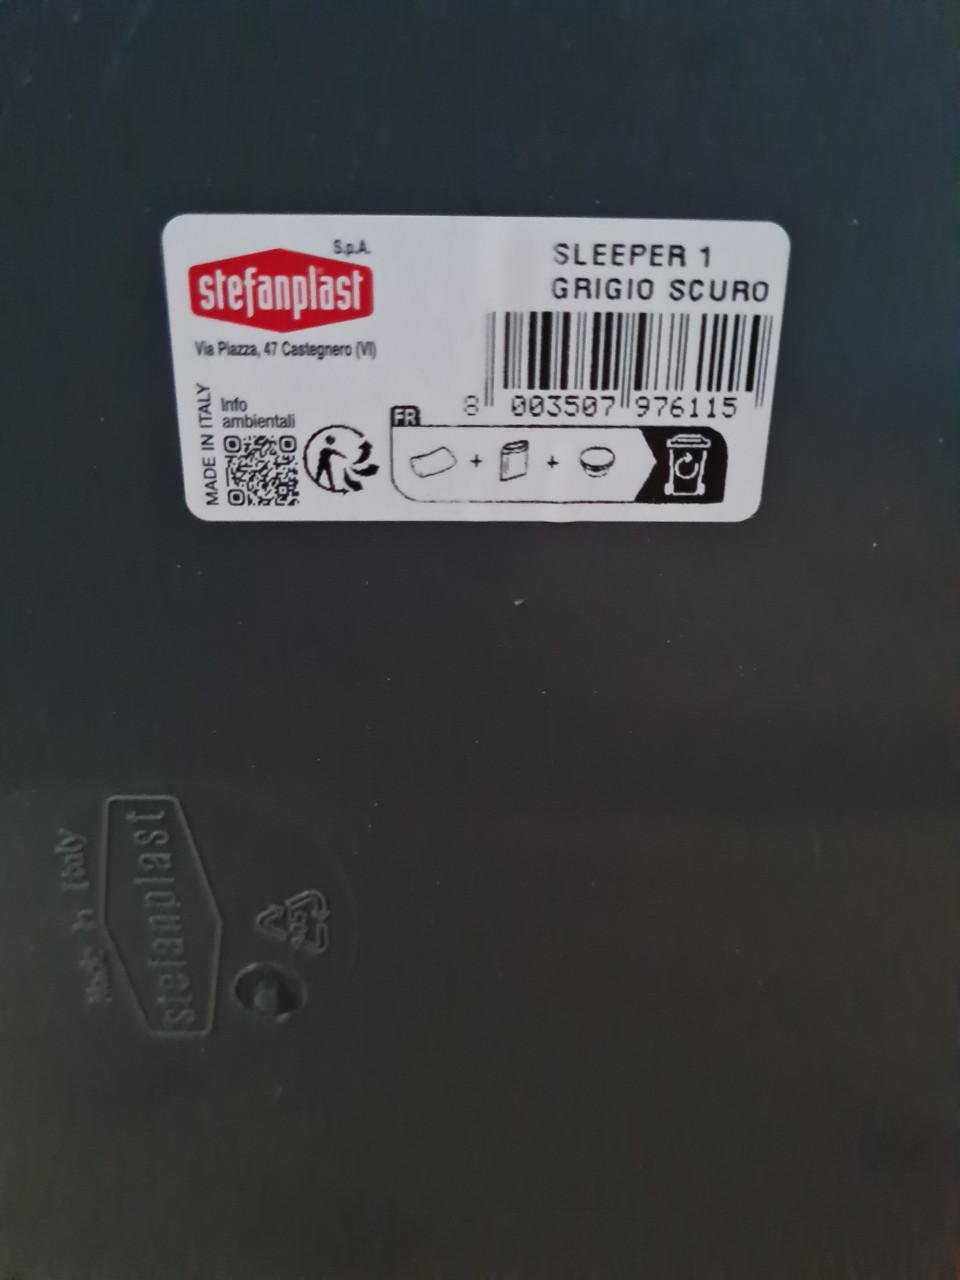 S.p.A.
stefanplast
Via Piazza, 47 Castegnero (VI)
SLEEPER 1
GRIGIO SCURO
8 003507 976115
MADE IN ITALY
Info
ambientali
FR
Made in Italy
stefanplast